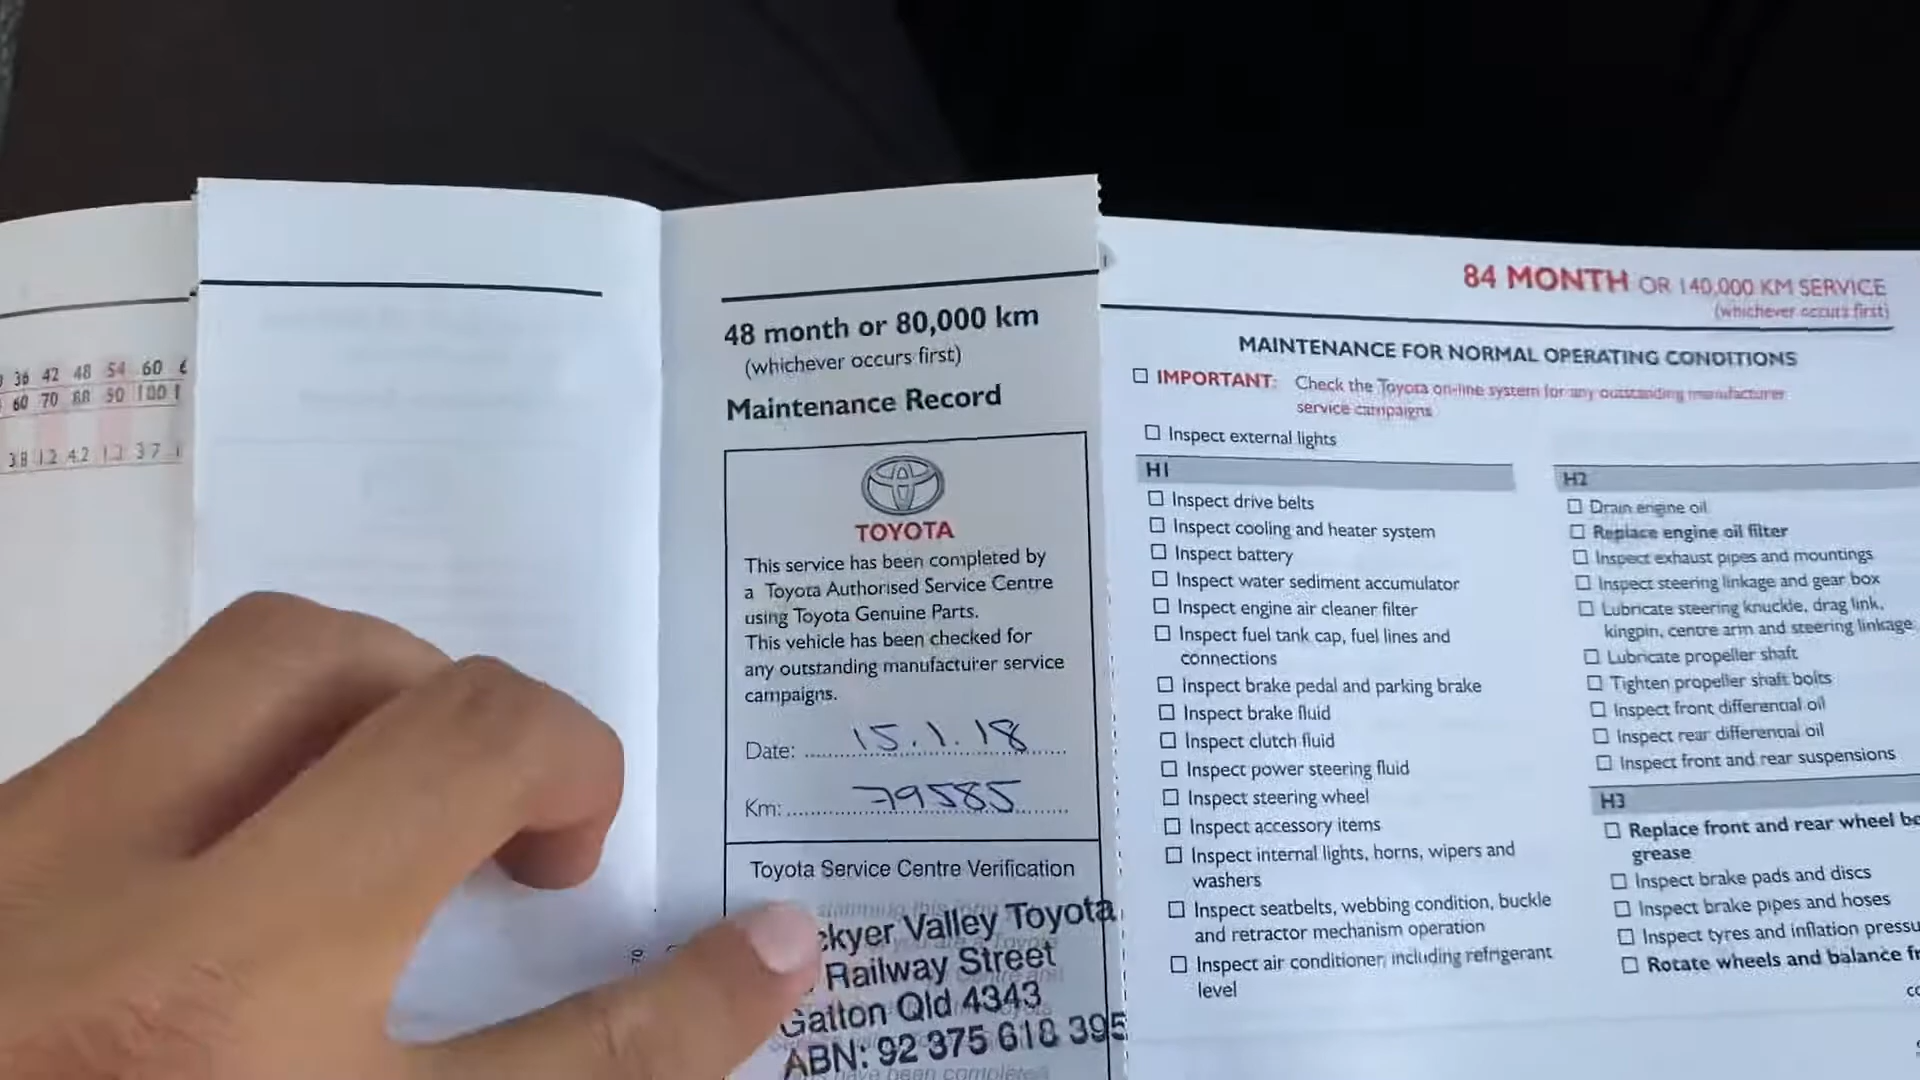 36 42 48 54 60
60 70
48 month or 80,000 km
(whichever occurs first)
Maintenance Record
TOYOTA
This service has been completed by
a Toyota Authorised Service Centre
using Toyota Genuine Parts.
This vehicle has been checked for
any outstanding manufacturer service
campaigns.
Date: 15.1.18
Km: 79585
Toyota Service Centre Verification
ckyer Valley Toyota
Railway Street
Gatton Qld 4343
ABN: 92 375 618 395
have been completed
84 MONTH OR 140,000 KM SERVICE
(whichever occurs first)
MAINTENANCE FOR NORMAL OPERATING CONDITIONS
IMPORTANT: Check the Toyota on-line system for any outstanding manufacturer
service campaigns
Inspect external lights
H1
Inspect drive belts
Inspect cooling and heater system
Inspect battery
Inspect water sediment accumulator
Inspect engine air cleaner filter
Inspect fuel tank cap, fuel lines and
connections
Inspect brake pedal and parking brake
Inspect brake fluid
Inspect clutch fluid
Inspect power steering fluid
Inspect steering wheel
Inspect accessory items
Inspect internal lights, horns, wipers and
washers
Inspect seatbelts, webbing condition, buckle
and retractor mechanism operation
Inspect air conditioner, including refrigerant
level
H2
Drain engine oil
Replace engine oil filter
Inspect exhaust pipes and mountings
Inspect steering linkage and gear box
Lubricate steering knuckle, drag link,
kingpin, centre arm and steering linkage
Lubricate propeller shaft
Tighten propeller shaft bolts
Inspect front differential oil
Inspect rear differential oil
Inspect front and rear suspensions
H3
Replace front and rear wheel be
grease
Inspect brake pads and discs
Inspect brake pipes and hoses
Inspect tyres and inflation pressu
Rotate wheels and balance fr